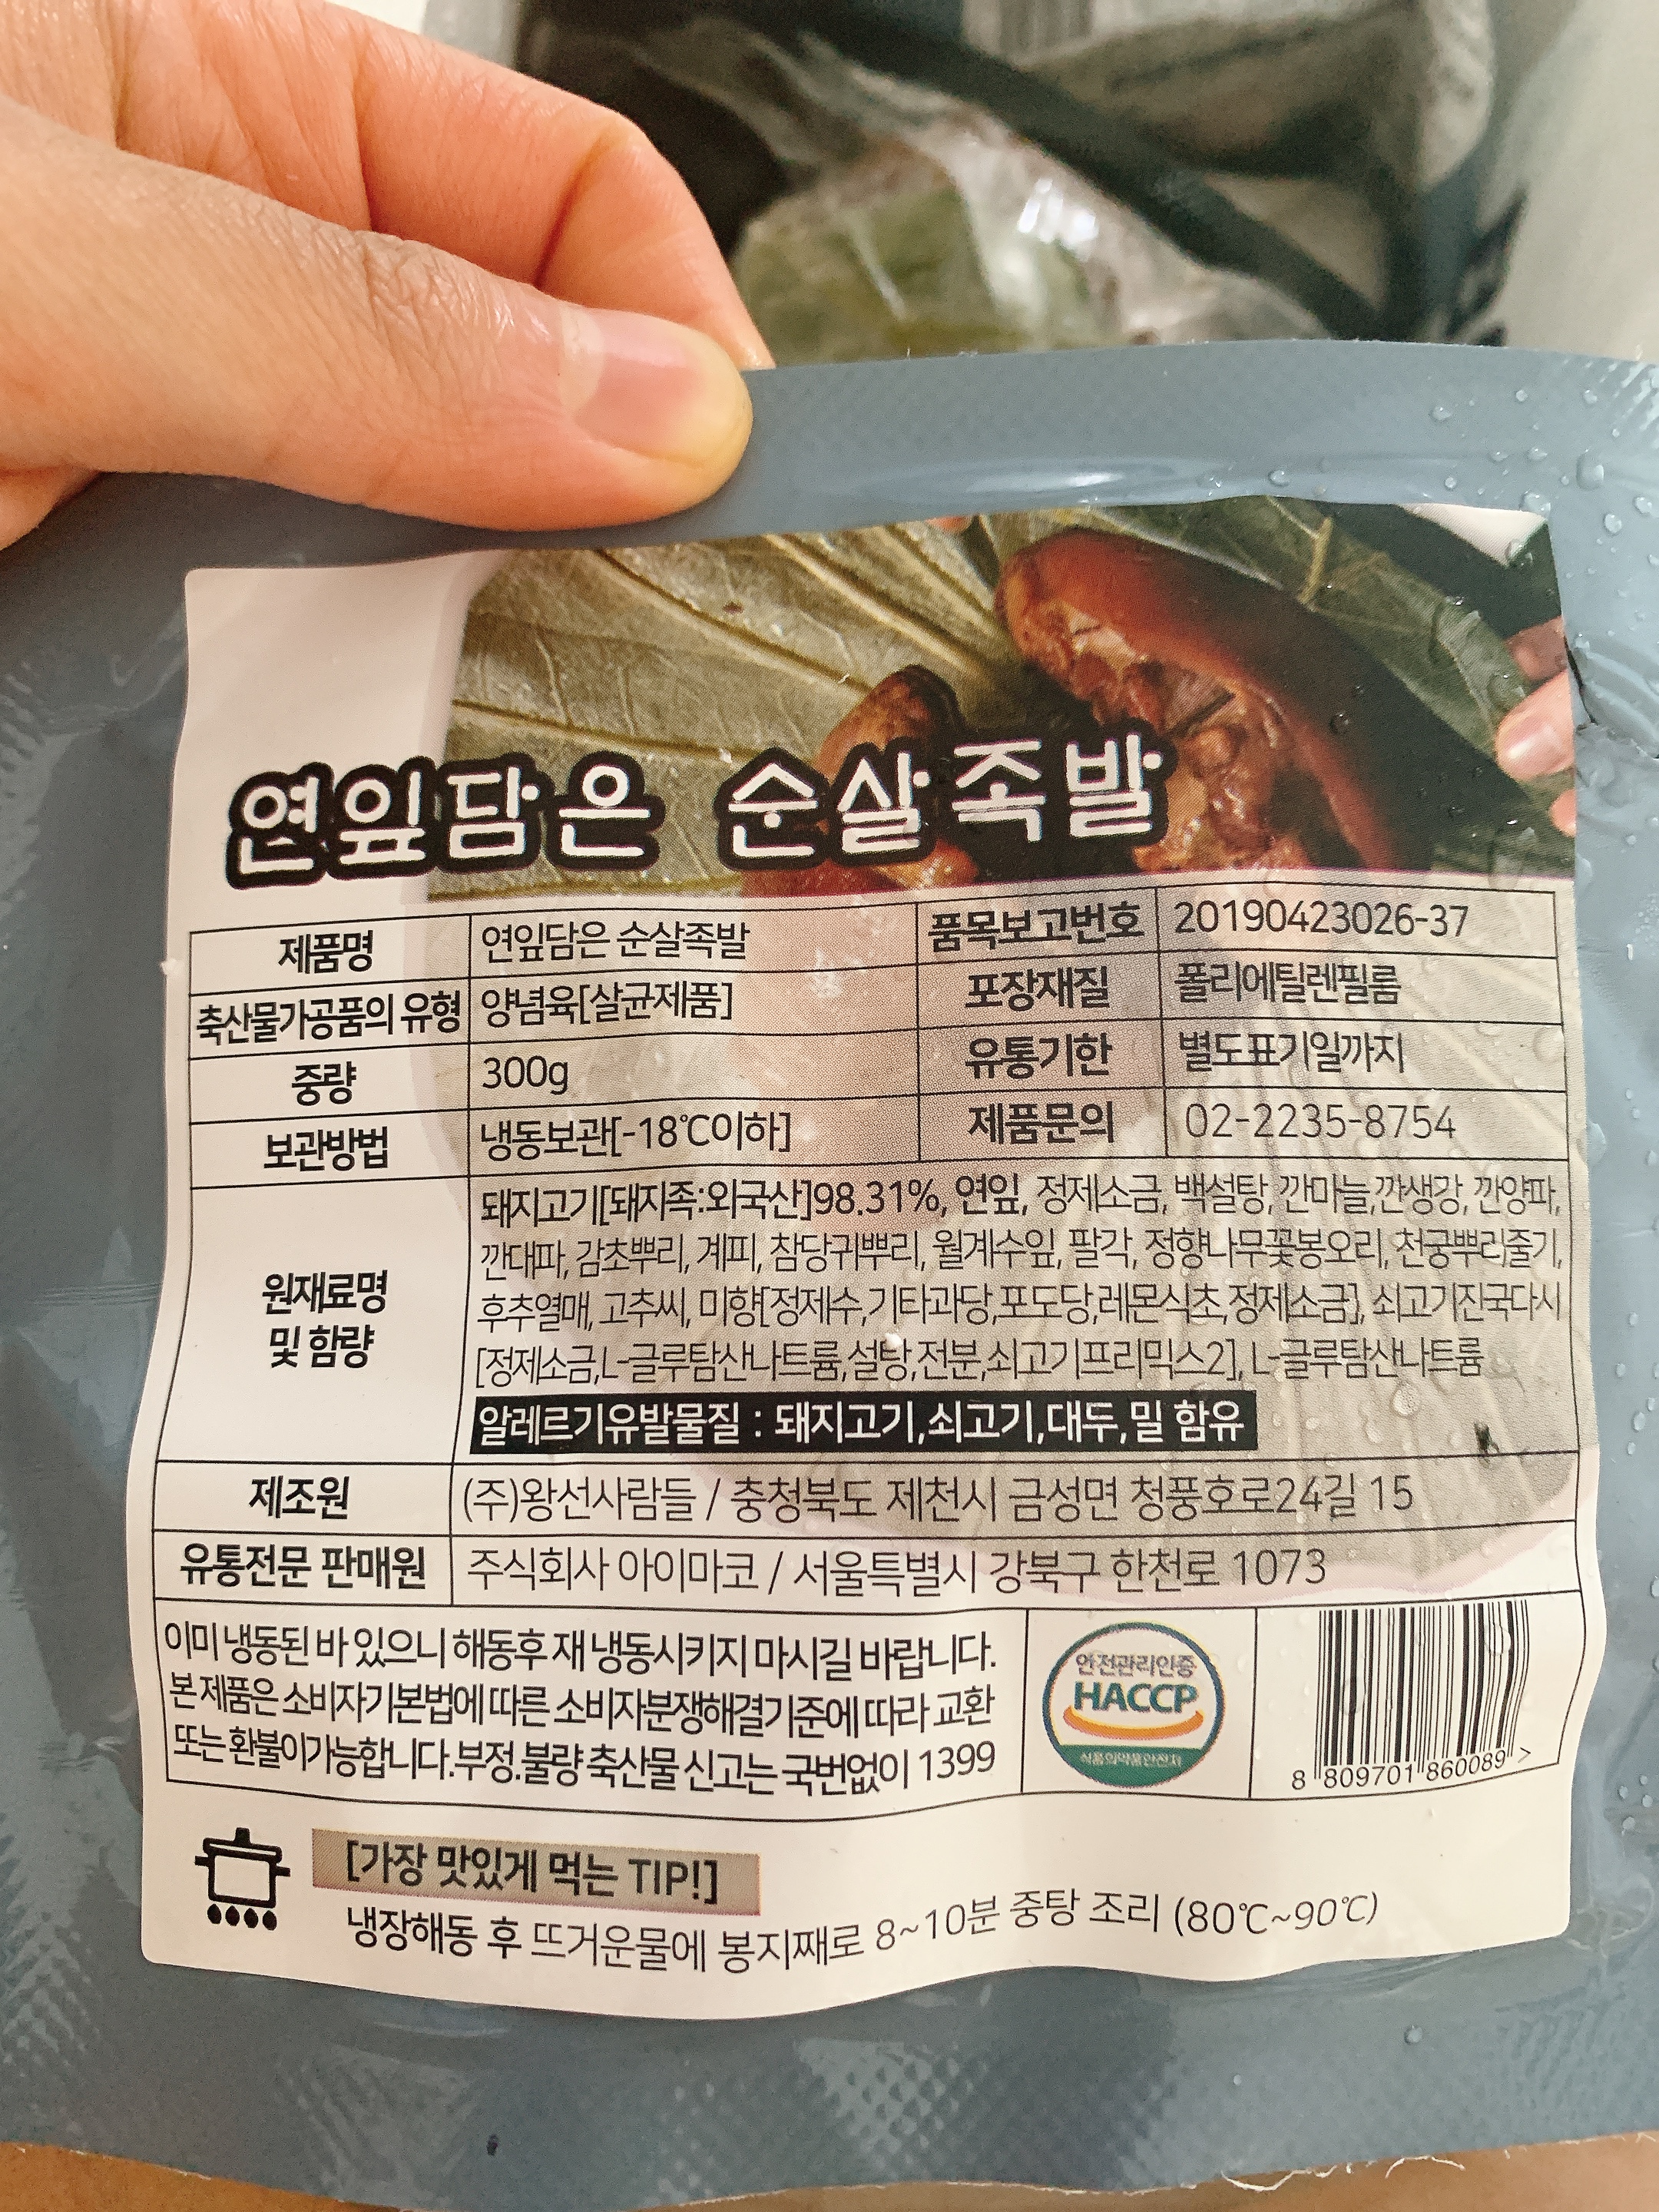 연잎담은 순살족발
제품명 연잎담은 순살족발 품목보고번호 20190423026-37
축산물가공품의 유형 양념육[살균제품] 포장재질 폴리에틸렌필름
중량 300g 유통기한 별도표기일까지
보관방법 냉동보관[-18℃이하] 제품문의 02-2235-8754
원재료명
및 함량
돼지고기[돼지족:외국산]98.31%, 연잎, 정제소금, 백설탕, 깐마늘,깐생강, 깐양파,
깐대파, 감초뿌리, 계피, 참당귀뿌리, 월계수잎, 팔각, 정향나무꽃봉오리, 천궁뿌리줄기,
후추열매, 고추씨, 미향[정제수,기타과당,포도당,레몬식초,정제소금], 쇠고기진국다시
[정제소금,L-글루탐산나트륨,설탕,전분,쇠고기프리믹스2], L-글루탐산나트륨
알레르기유발물질 : 돼지고기,쇠고기,대두,밀 함유
제조원 (주)왕선사람들 / 충청북도 제천시 금성면 청풍호로24길 15
유통전문 판매원 주식회사 아이마코 / 서울특별시 강북구 한천로 1073
이미 냉동된 바 있으니 해동후 재 냉동시키지 마시길 바랍니다.
본 제품은 소비자기본법에 따른 소비자분쟁해결기준에 따라 교환
또는 환불이가능합니다.부정.불량 축산물 신고는 국번없이 1399
안전관리인증
HACCP
식품의약품안전처
8 809701 860089 >
[가장 맛있게 먹는 TIP!]
냉장해동 후 뜨거운물에 봉지째로 8~10분 중탕 조리 (80℃~90℃)